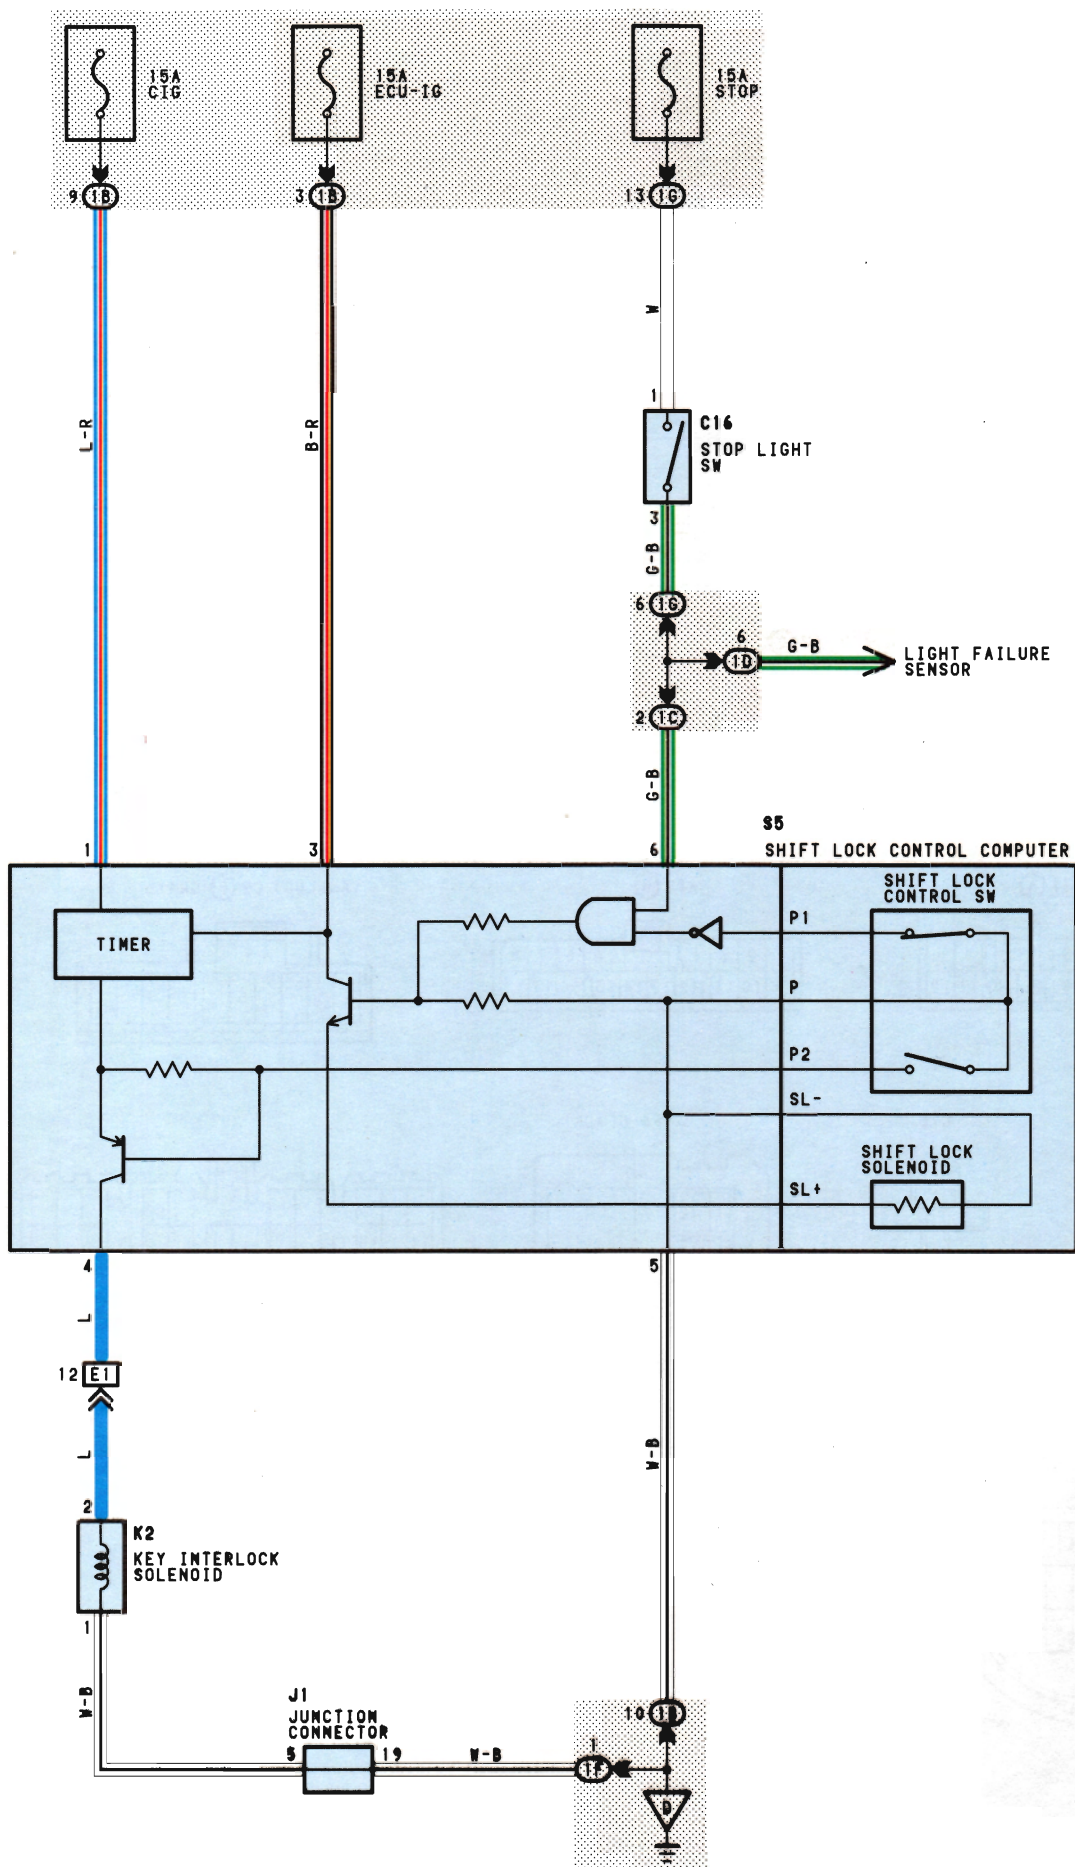 15A
CIG
15A
ECU-IG
15A
STOP
9 1B
3 1B
13 1G
W
L-R
B-R
1
C16
STOP LIGHT
SW
3
G-B
6 1G
6
1D
G-B
LIGHT FAILURE
SENSOR
2 1C
G-B
S5
SHIFT LOCK CONTROL COMPUTER
1
3
6
SHIFT LOCK
CONTROL SW
TIMER
P1
P
P2
SL-
SHIFT LOCK
SOLENOID
SL+
4
5
L
12 E1
L
W-B
2
K2
KEY INTERLOCK
SOLENOID
1
W-B
J1
JUNCTION
CONNECTOR
5
19
W-B
10
1
1F
D